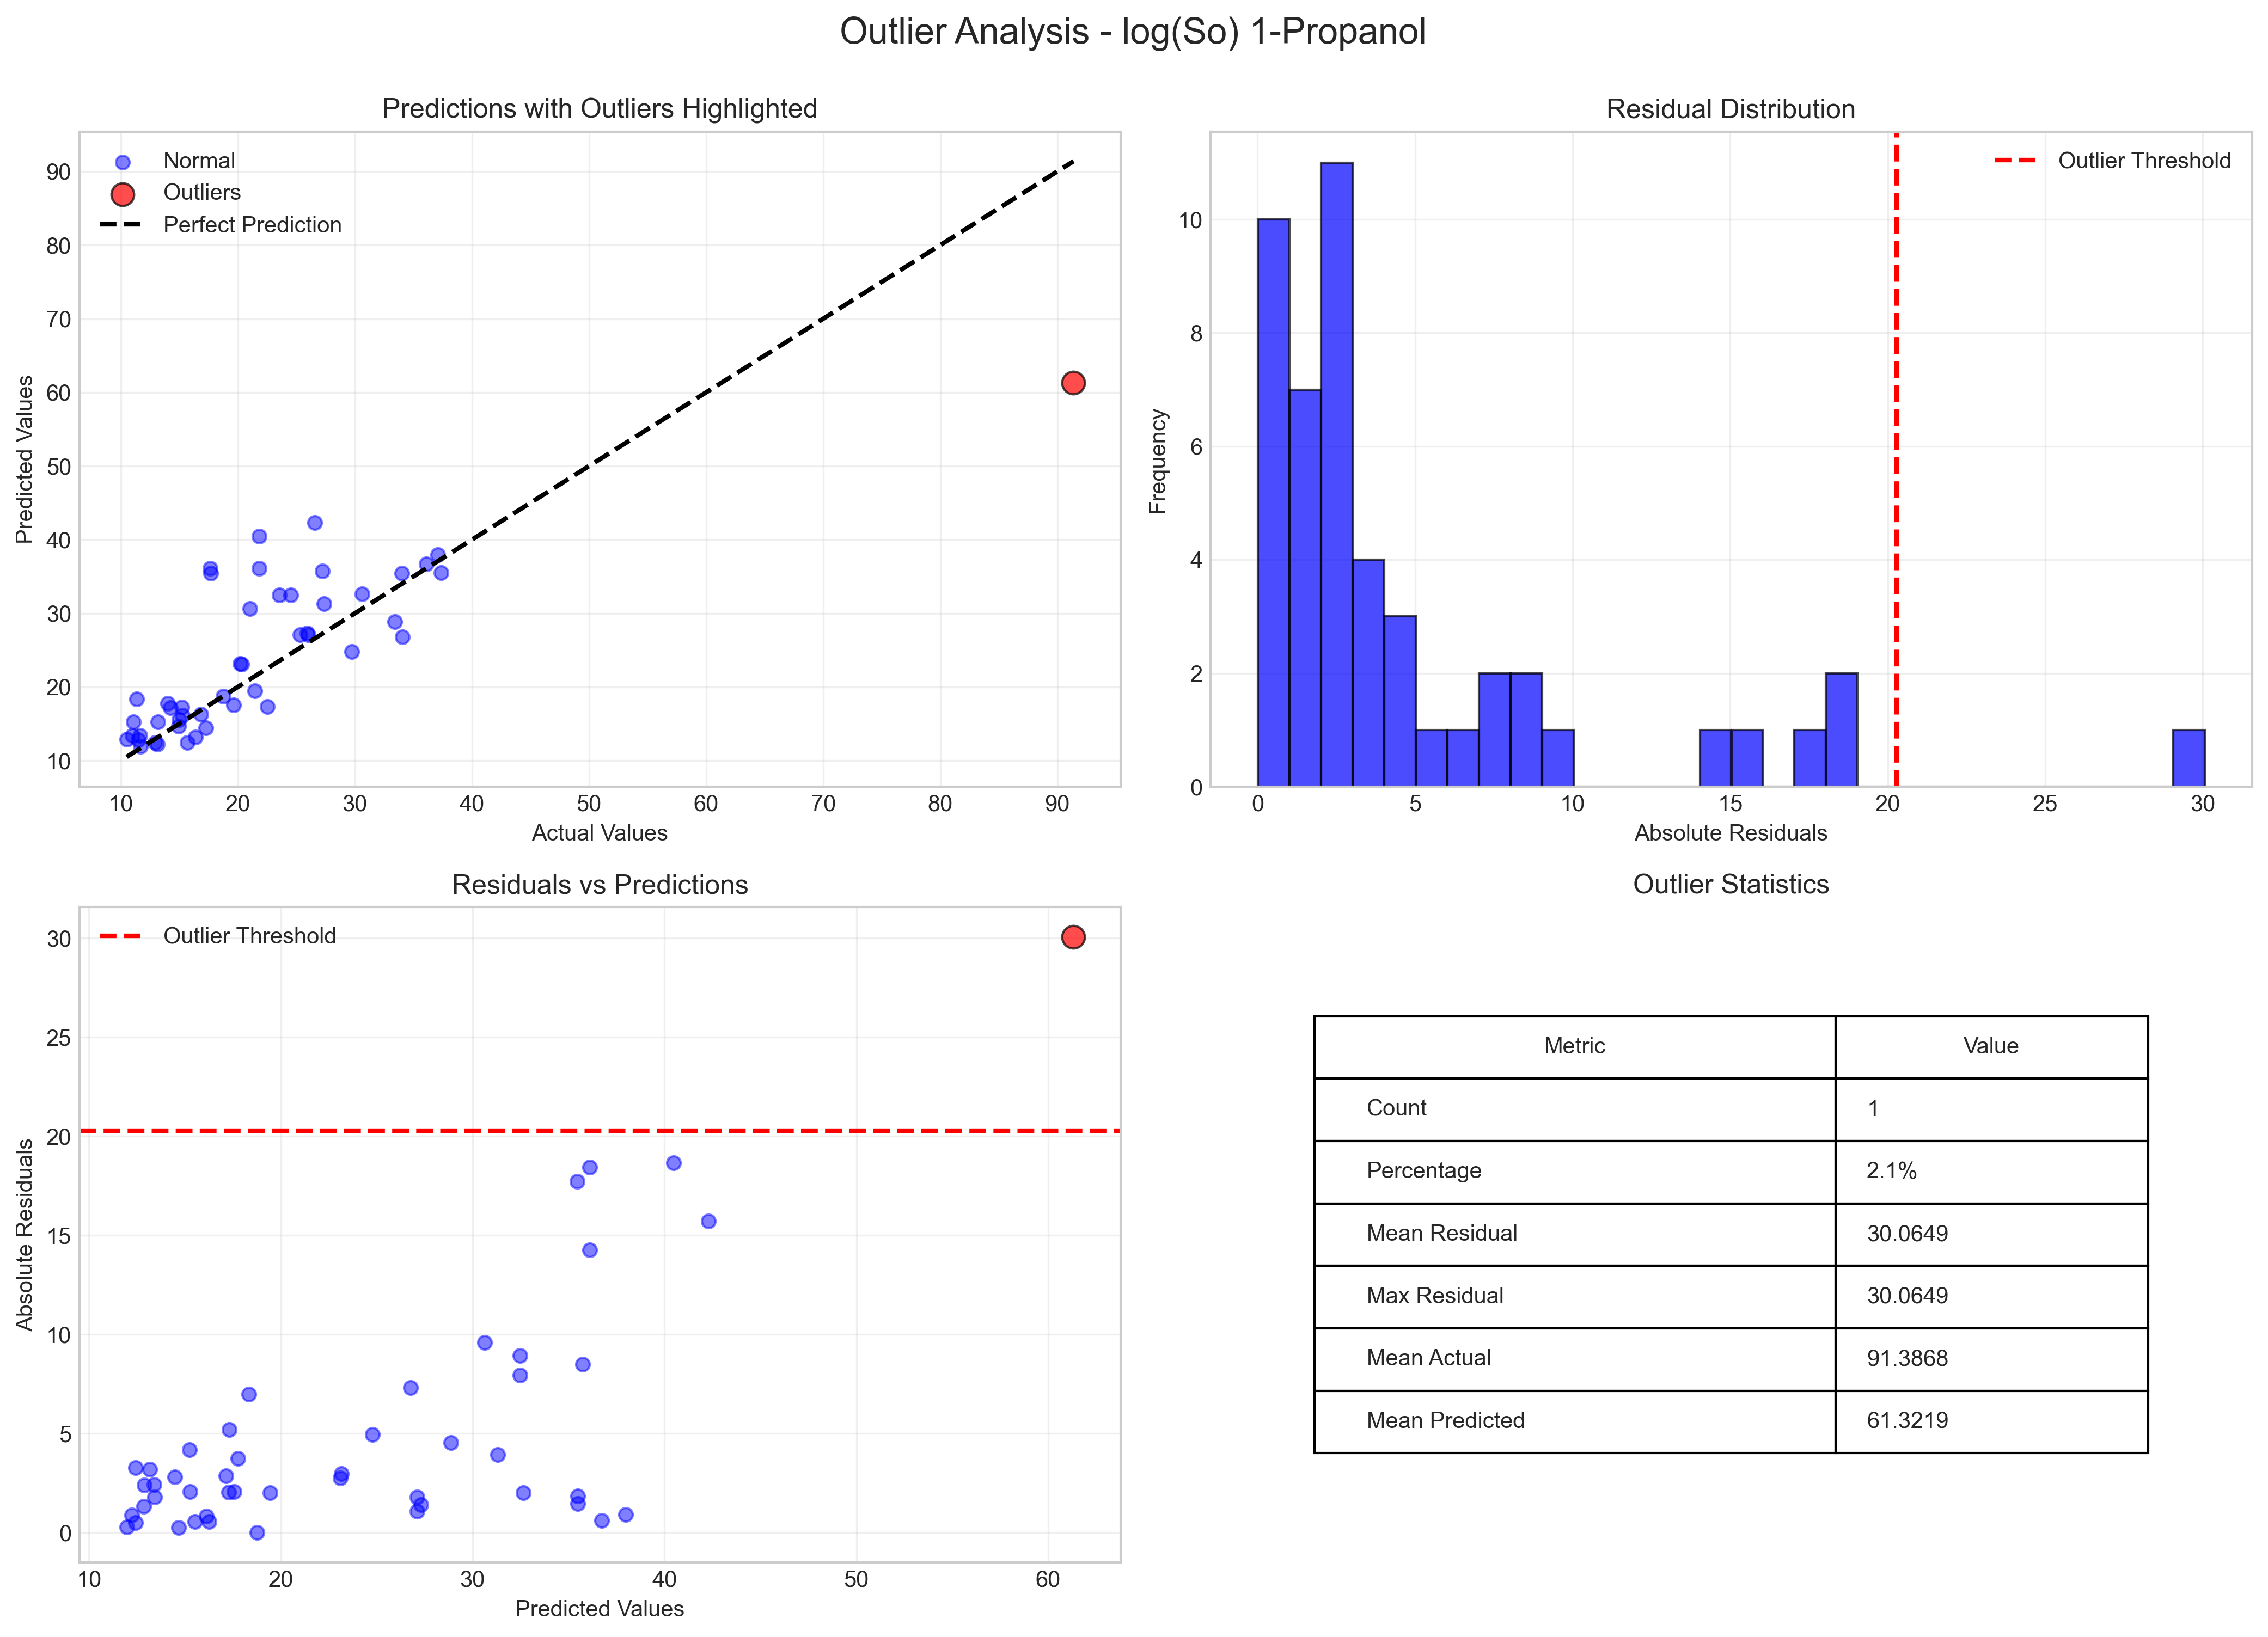 Outlier Analysis - log(So) 1-Propanol
Predictions with Outliers Highlighted
Normal
Outliers
Perfect Prediction
90
80
70
60
50
40
30
20
10
Predicted Values
10 20 30 40 50 60 70 80 90
Actual Values
Residual Distribution
Outlier Threshold
10
8
6
4
2
0
Frequency
0 5 10 15 20 25 30
Absolute Residuals
Residuals vs Predictions
Outlier Threshold
30
25
20
15
10
5
0
Absolute Residuals
10 20 30 40 50 60
Predicted Values
Outlier Statistics
Metric Value
Count 1
Percentage 2.1%
Mean Residual 30.0649
Max Residual 30.0649
Mean Actual 91.3868
Mean Predicted 61.3219